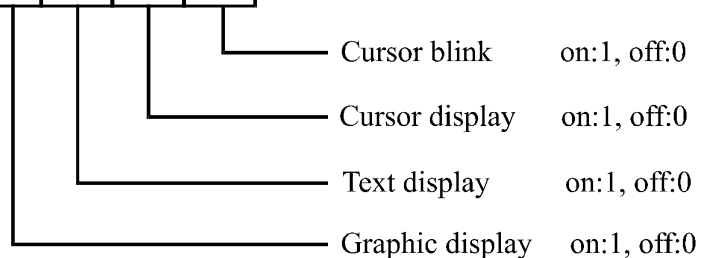 Cursor blink on:1, off:0
Cursor display on:1, off:0
Text display on:1, off:0
Graphic display on:1, off:0